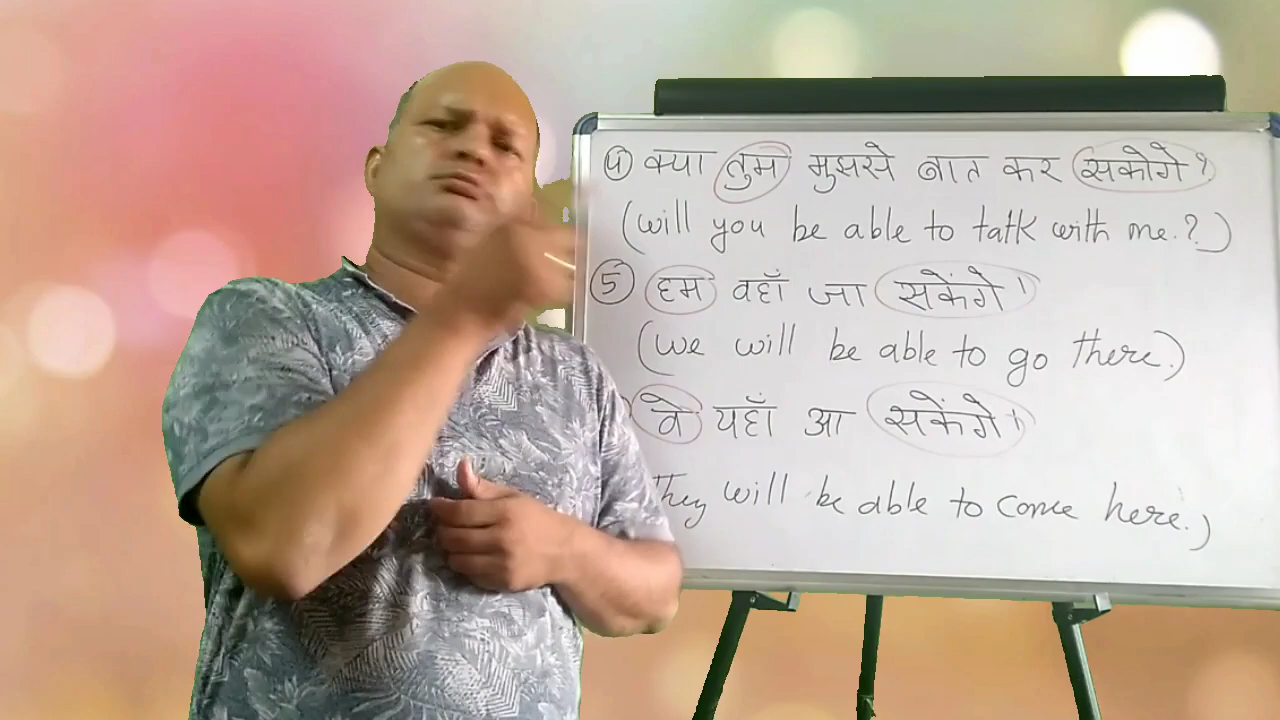 ④ क्या तुम मुझसे बात कर सकोगे?
(will you be able to talk with me.?)
⑤ हम वहाँ जा सकेंगे।
(we will be able to go there.)
वे यहाँ आ सकेंगे।
They will be able to come here.)